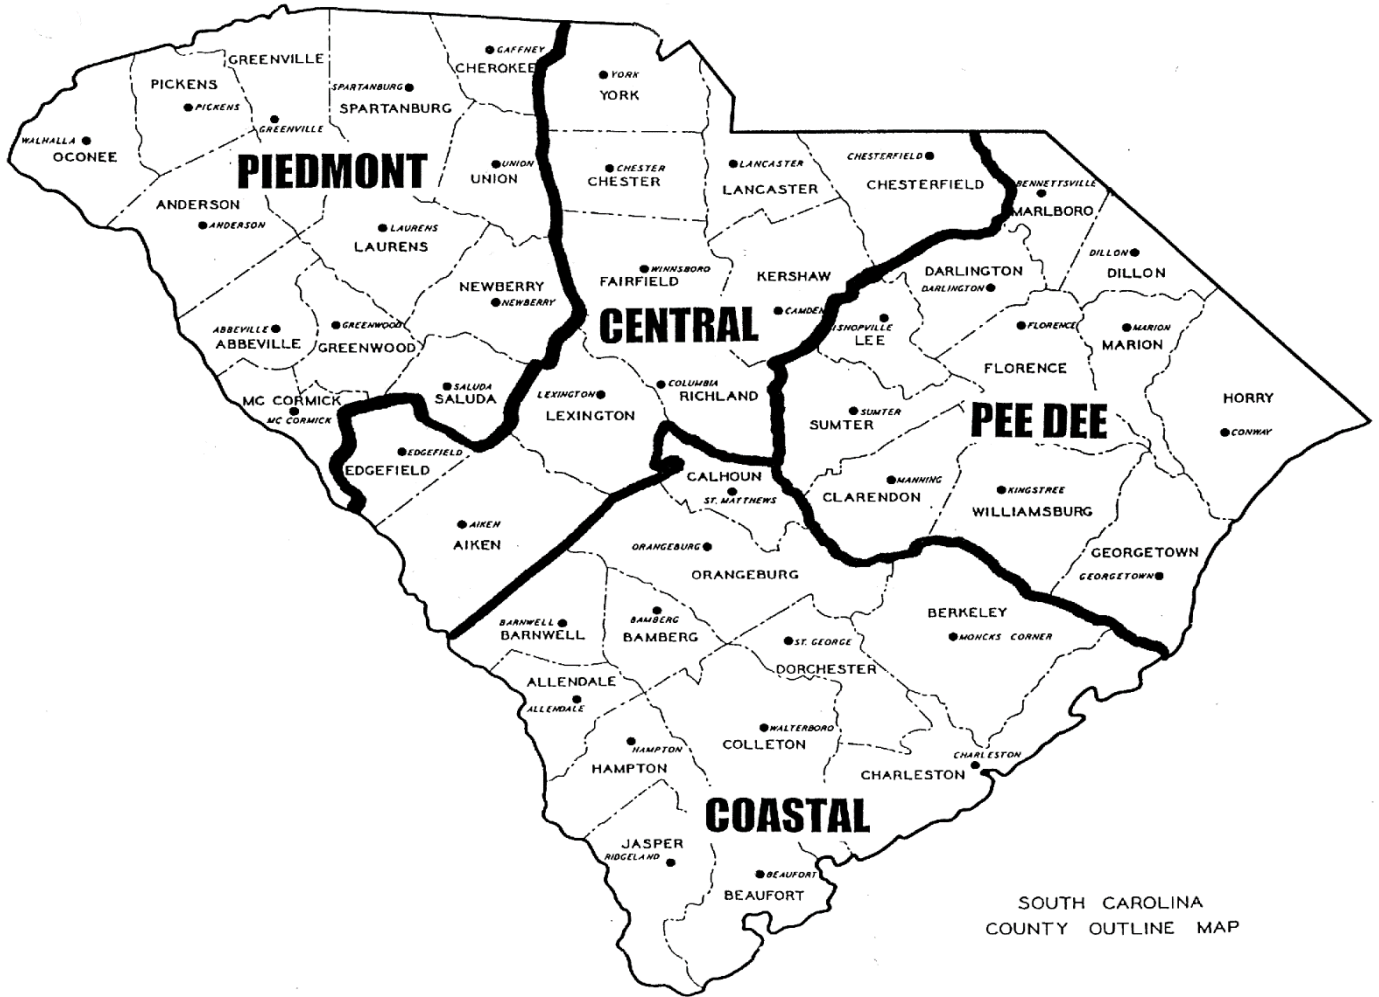 GAFFNEY
CHEROKEE
GREENVILLE
GREENVILLE
PICKENS
PICKENS
SPARTANBURG
SPARTANBURG
YORK
YORK
WALHALLA
OCONEE
PIEDMONT
UNION
UNION
CHESTER
CHESTER
LANCASTER
LANCASTER
CHESTERFIELD
CHESTERFIELD
BENNETTSVILLE
MARLBORO
ANDERSON
ANDERSON
LAURENS
LAURENS
NEWBERRY
NEWBERRY
WINNSBORO
FAIRFIELD
KERSHAW
CAMDEN
DARLINGTON
DARLINGTON
DILLON
DILLON
CENTRAL
ABBEVILLE
ABBEVILLE
GREENWOOD
GREENWOOD
ISHOPVILLE
LEE
FLORENCE
FLORENCE
MARION
MARION
MC CORMICK
MC CORMICK
SALUDA
SALUDA
LEXINGTON
LEXINGTON
COLUMBIA
RICHLAND
SUMTER
SUMTER
PEE DEE
HORRY
CONWAY
EDGEFIELD
EDGEFIELD
CALHOUN
ST. MATTHEWS
MANNING
CLARENDON
KINGSTREE
WILLIAMSBURG
AIKEN
AIKEN
ORANGEBURG
ORANGEBURG
GEORGETOWN
GEORGETOWN
BARNWELL
BARNWELL
BAMBERG
BAMBERG
BERKELEY
MONCKS CORNER
ST. GEORGE
DORCHESTER
ALLENDALE
ALLENDALE
HAMPTON
HAMPTON
WALTERBORO
COLLETON
CHARLESTON
CHARLESTON
COASTAL
JASPER
RIDGELAND
BEAUFORT
BEAUFORT
SOUTH CAROLINA
COUNTY OUTLINE MAP